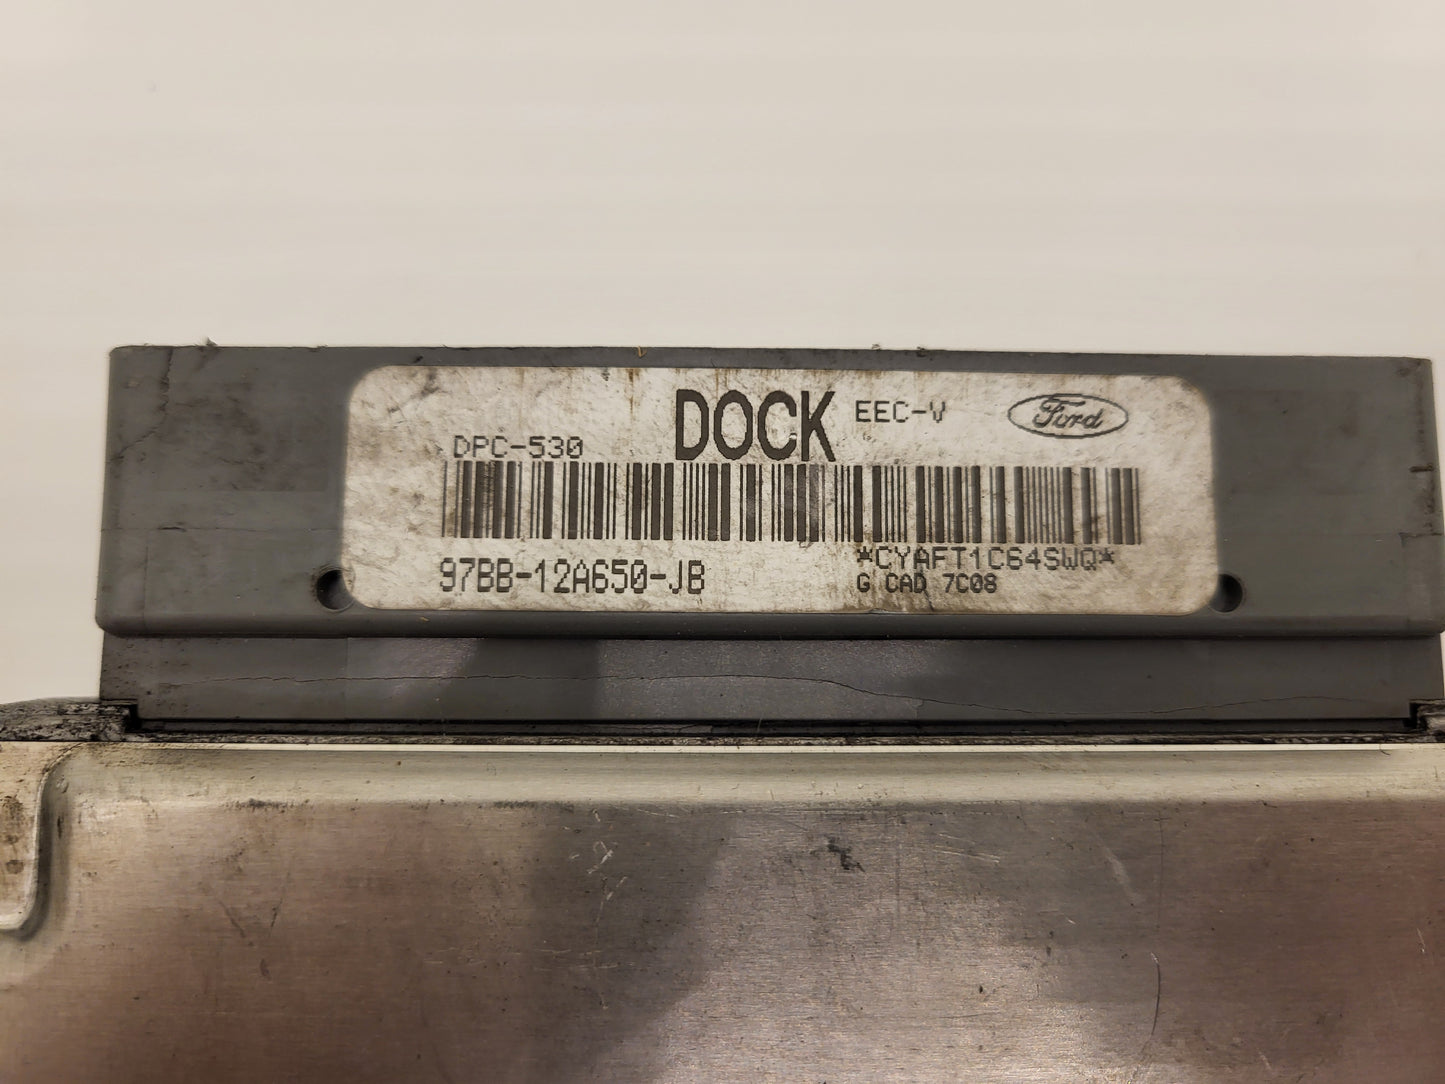 DOCK EEC-V Ford
DPC-530
*CYAFT1C64SWQ*
97BB-12A650-JB
G CAD 7C08